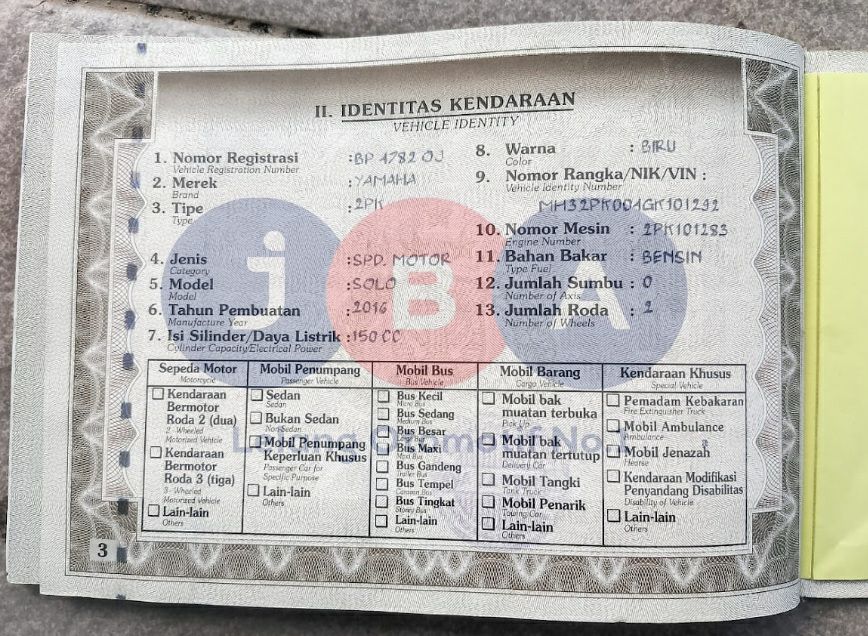 II. IDENTITAS KENDARAAN
VEHICLE IDENTITY
1. Nomor Registrasi : BP 4782 OJ
Vehicle Registration Number
2. Merek : YAMAHA
Brand
3. Tipe : 2PK
Type
4. Jenis : SPD. MOTOR
Category
5. Model : SOLO
Model
6. Tahun Pembuatan : 2016
Manufacture Year
7. Isi Silinder/Daya Listrik : 150 CC
Cylinder Capacity/Electrical Power
8. Warna : BIRU
Color
9. Nomor Rangka/NIK/VIN :
Vehicle Identity Number
MH32PK001GK101292
10. Nomor Mesin : 2PK101283
Engine Number
11. Bahan Bakar : BENSIN
Type Fuel
12. Jumlah Sumbu : 0
Number of Axis
13. Jumlah Roda : 2
Number of Wheels
jBA
Sepeda Motor
Motorcycle
Kendaraan
Bermotor
Roda 2 (dua)
2- Wheeled
Motorized Vehicle
Kendaraan
Bermotor
Roda 3 (tiga)
3- Wheeled
Motorized Vehicle
Lain-lain
Others
Mobil Penumpang
Passenger Vehicle
Sedan
Sedan
Bukan Sedan
Non Sedan
Mobil Penumpang
Keperluan Khusus
Passenger Car for
Specific Purpose
Lain-lain
Others
Mobil Bus
Bus Vehicle
Bus Kecil
Micro Bus
Bus Sedang
Medium Bus
Bus Besar
Bus Maxi
Maxi Bus
Bus Gandeng
Trailer Bus
Bus Tempel
Caravan Bus
Bus Tingkat
Storey Bus
Lain-lain
Others
Mobil Barang
Cargo Vehicle
Mobil bak
muatan terbuka
Pick Up
Mobil bak
muatan tertutup
Delivery Car
Mobil Tangki
Tank Truck
Mobil Penarik
Towing Car
Lain-lain
Others
Kendaraan Khusus
Special Vehicle
Pemadam Kebakaran
Fire Extinguisher Truck
Mobil Ambulance
Ambulance
Mobil Jenazah
Hearse
Kendaraan Modifikasi
Penyandang Disabilitas
Disability of Vehicle
Lain-lain
Others
3